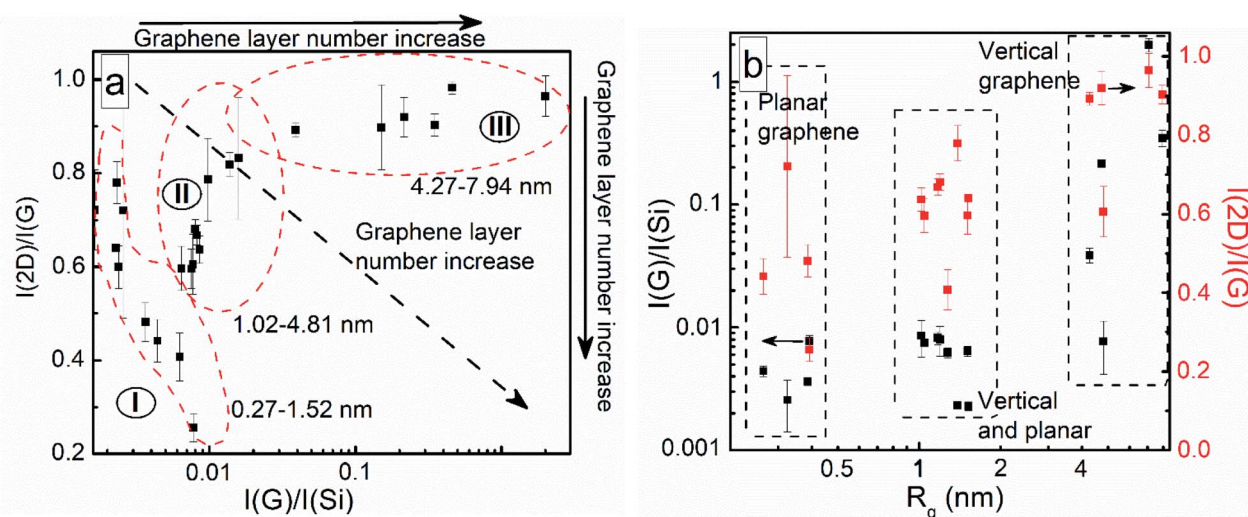 Graphene layer number increase
a
III
II
I
4.27-7.94 nm
Graphene layer
number increase
1.02-4.81 nm
0.27-1.52 nm
Graphene layer number increase
1.0
0.8
0.6
0.4
0.2
I(2D)/I(G)
0.01
0.1
1
I(G)/I(Si)
b
Planar
graphene
Vertical
graphene
Vertical
and planar
1
0.1
0.01
0.001
I(G)/I(Si)
1.0
0.8
0.6
0.4
0.2
0.0
I(2D)/I(G)
0.5
1
2
4
8
R_q (nm)